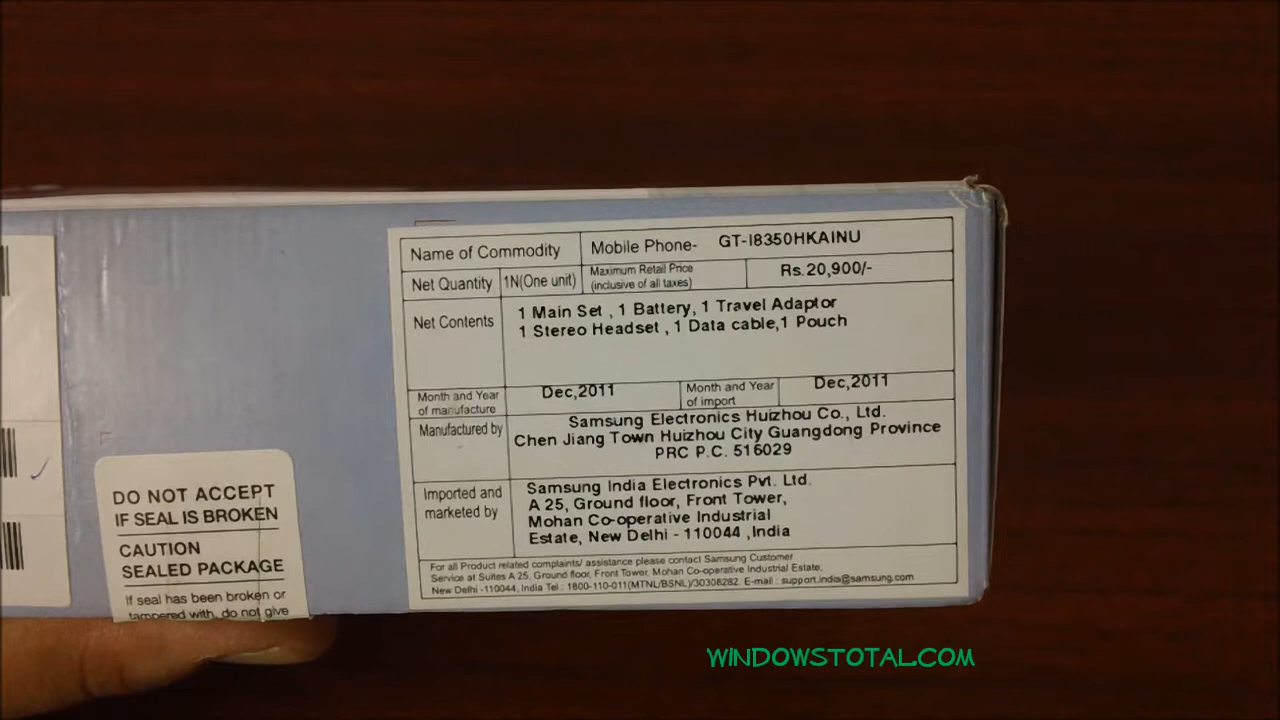 Name of Commodity
Mobile Phone- GT-I8350HKAINU
Net Quantity
1N(One unit)
Maximum Retail Price
(inclusive of all taxes)
Rs.20,900/-
Net Contents
1 Main Set , 1 Battery, 1 Travel Adaptor
1 Stereo Headset , 1 Data cable,1 Pouch
Month and Year
of manufacture
Dec,2011
Month and Year
of import
Dec,2011
Manufactured by
Samsung Electronics Huizhou Co., Ltd.
Chen Jiang Town Huizhou City Guangdong Province
PRC P.C. 516029
Imported and
marketed by
Samsung India Electronics Pvt. Ltd.
A 25, Ground floor, Front Tower,
Mohan Co-operative Industrial
Estate, New Delhi - 110044 ,India
For all Product related complaints/ assistance please contact Samsung Customer
Service at Suites A 25, Ground floor, Front Tower, Mohan Co-operative Industrial Estate,
New Delhi -110044, India Tel : 1800-110-011(MTNL/BSNL)/30308282 E-mail : support.india@samsung.com
DO NOT ACCEPT
IF SEAL IS BROKEN
CAUTION
SEALED PACKAGE
If seal has been broken or
tampered with, do not give
WINDOWSTOTAL.COM